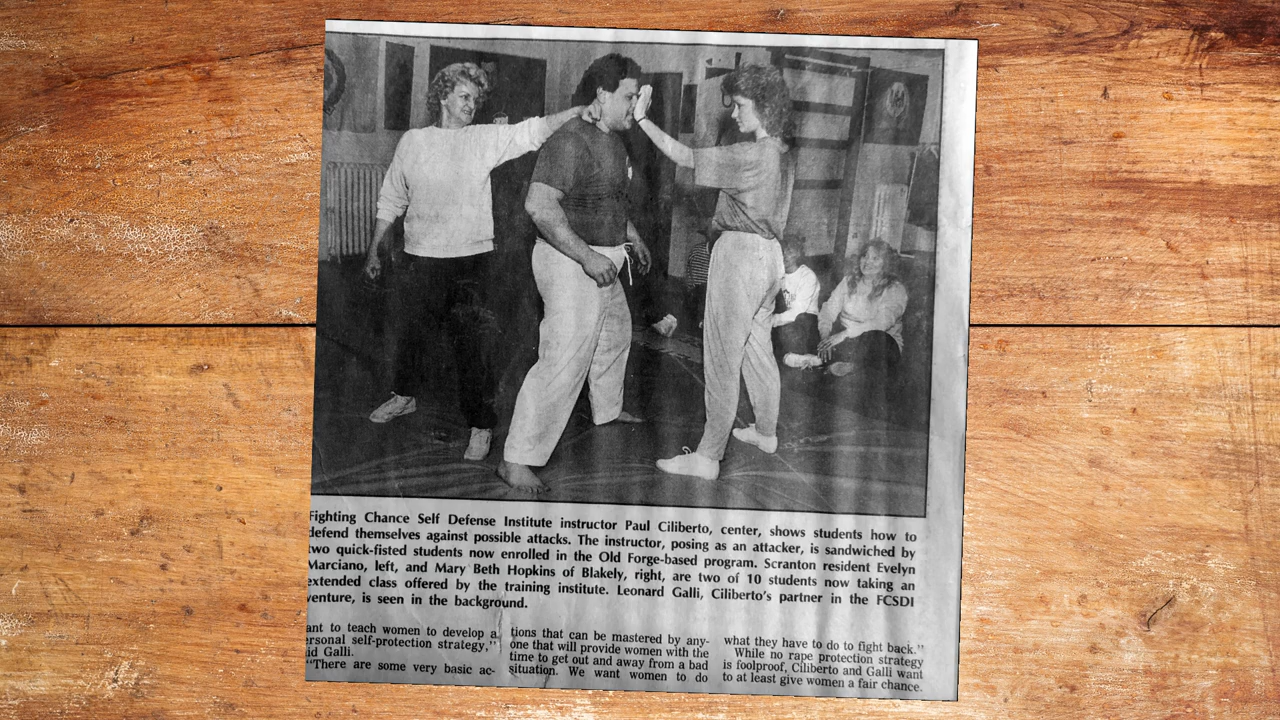 Fighting Chance Self Defense Institute instructor Paul Ciliberto, center, shows students how to
defend themselves against possible attacks. The instructor, posing as an attacker, is sandwiched by
two quick-fisted students now enrolled in the Old Forge-based program. Scranton resident Evelyn
Marciano, left, and Mary Beth Hopkins of Blakely, right, are two of 10 students now taking an
extended class offered by the training institute. Leonard Galli, Ciliberto's partner in the FCSDI
venture, is seen in the background.
ant to teach women to develop a
ersonal self-protection strategy,"
id Galli.
"There are some very basic ac-
tions that can be mastered by any-
one that will provide women with the
time to get out and away from a bad
situation. We want women to do
what they have to do to fight back."
While no rape protection strategy
is foolproof, Ciliberto and Galli want
to at least give women a fair chance.